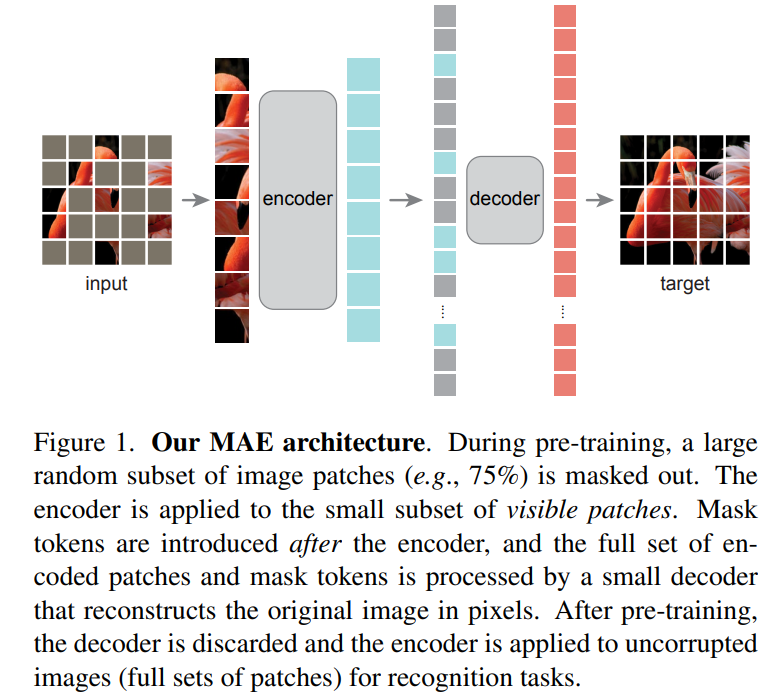 input
encoder
decoder
target
Figure 1. Our MAE architecture. During pre-training, a large
random subset of image patches (e.g., 75%) is masked out. The
encoder is applied to the small subset of visible patches. Mask
tokens are introduced after the encoder, and the full set of en-
coded patches and mask tokens is processed by a small decoder
that reconstructs the original image in pixels. After pre-training,
the decoder is discarded and the encoder is applied to uncorrupted
images (full sets of patches) for recognition tasks.